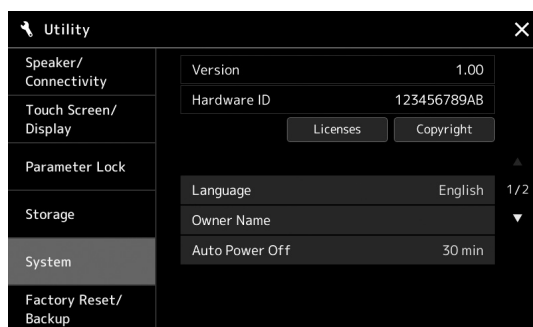 Utility
Speaker/
Connectivity
Touch Screen/
Display
Parameter Lock
Storage
System
Factory Reset/
Backup
Version 1.00
Hardware ID 123456789AB
Licenses Copyright
Language English 1/2
Owner Name
Auto Power Off 30 min